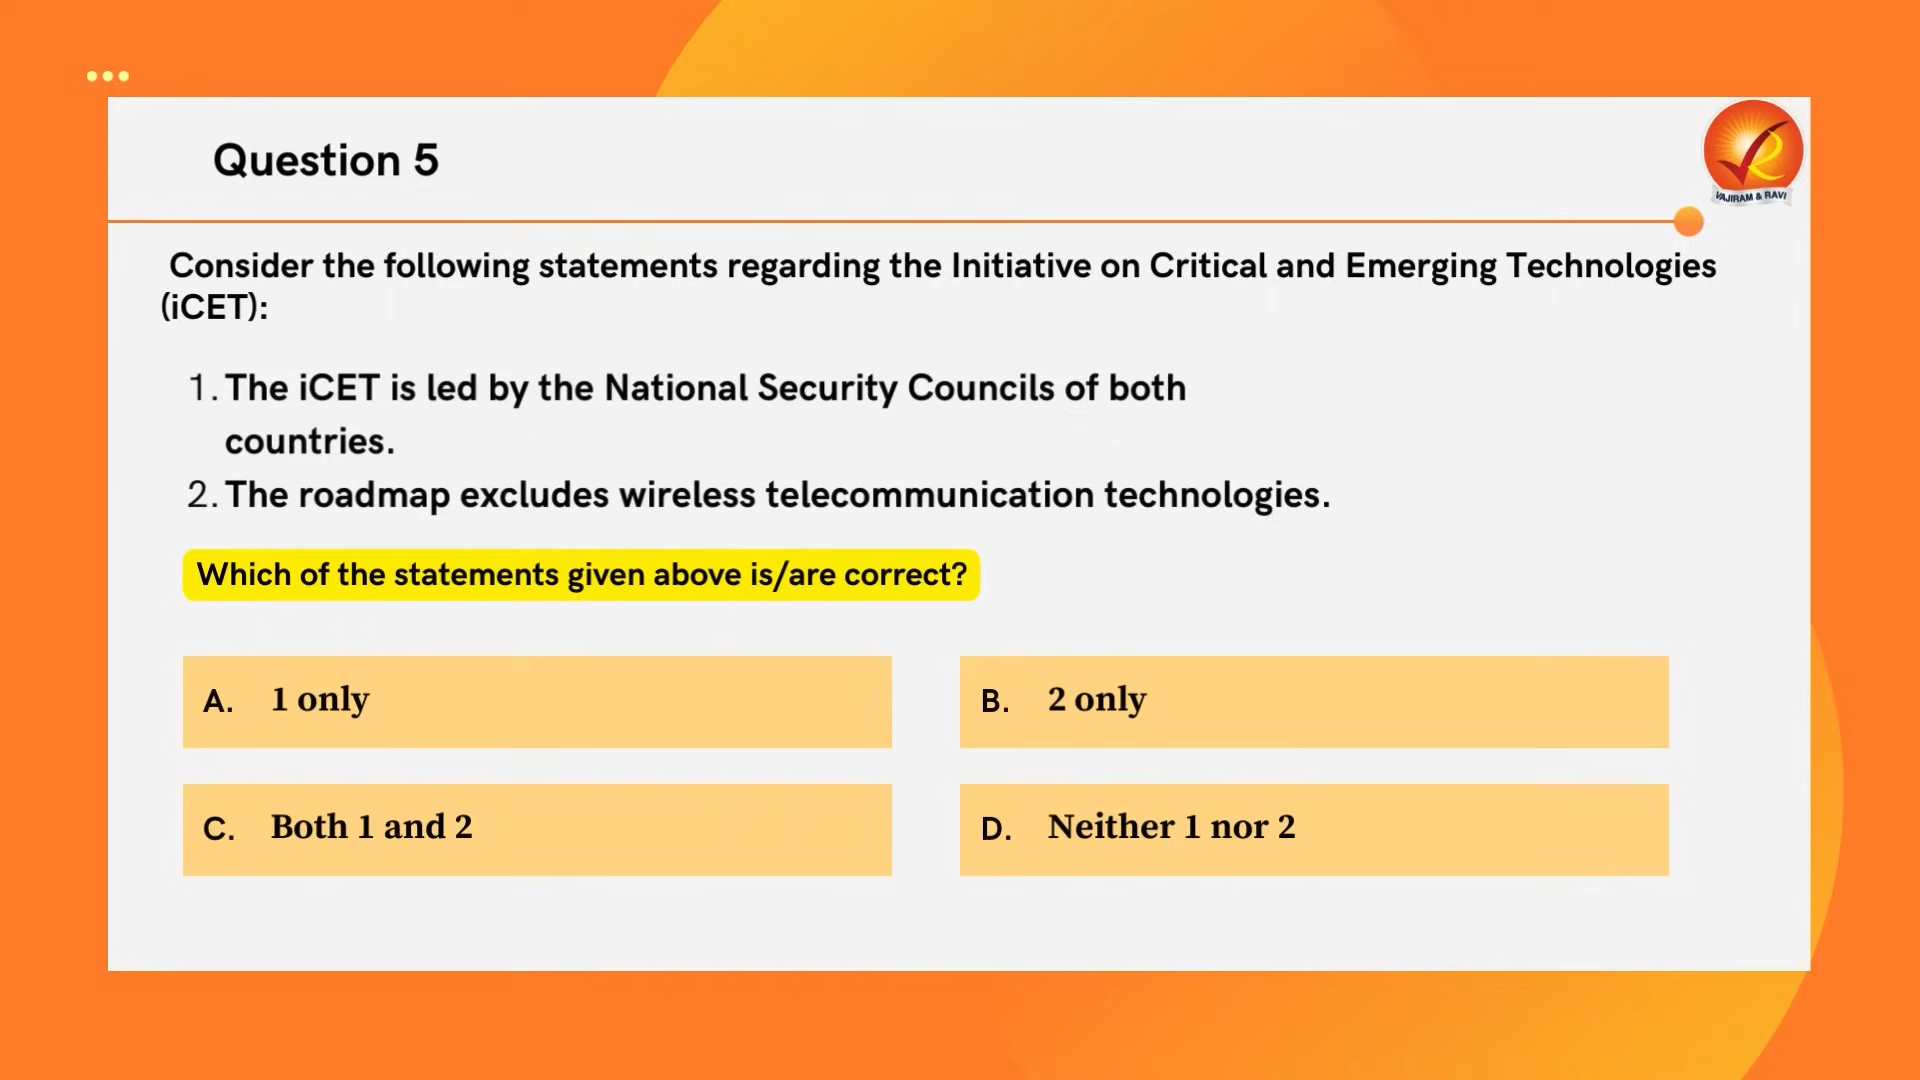 Question 5
VAJIRAM & RAVI
Consider the following statements regarding the Initiative on Critical and Emerging Technologies
(iCET):
1. The iCET is led by the National Security Councils of both
countries.
2. The roadmap excludes wireless telecommunication technologies.
Which of the statements given above is/are correct?
A. 1 only
B. 2 only
C. Both 1 and 2
D. Neither 1 nor 2